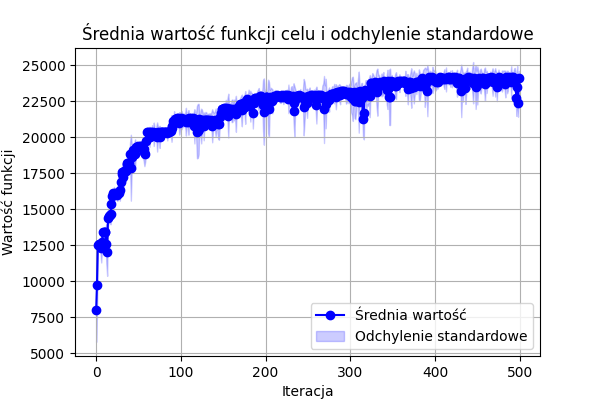 Średnia wartość funkcji celu i odchylenie standardowe
Wartość funkcji
25000
22500
20000
17500
15000
12500
10000
7500
5000
0 100 200 300 400 500
Iteracja
Średnia wartość
Odchylenie standardowe